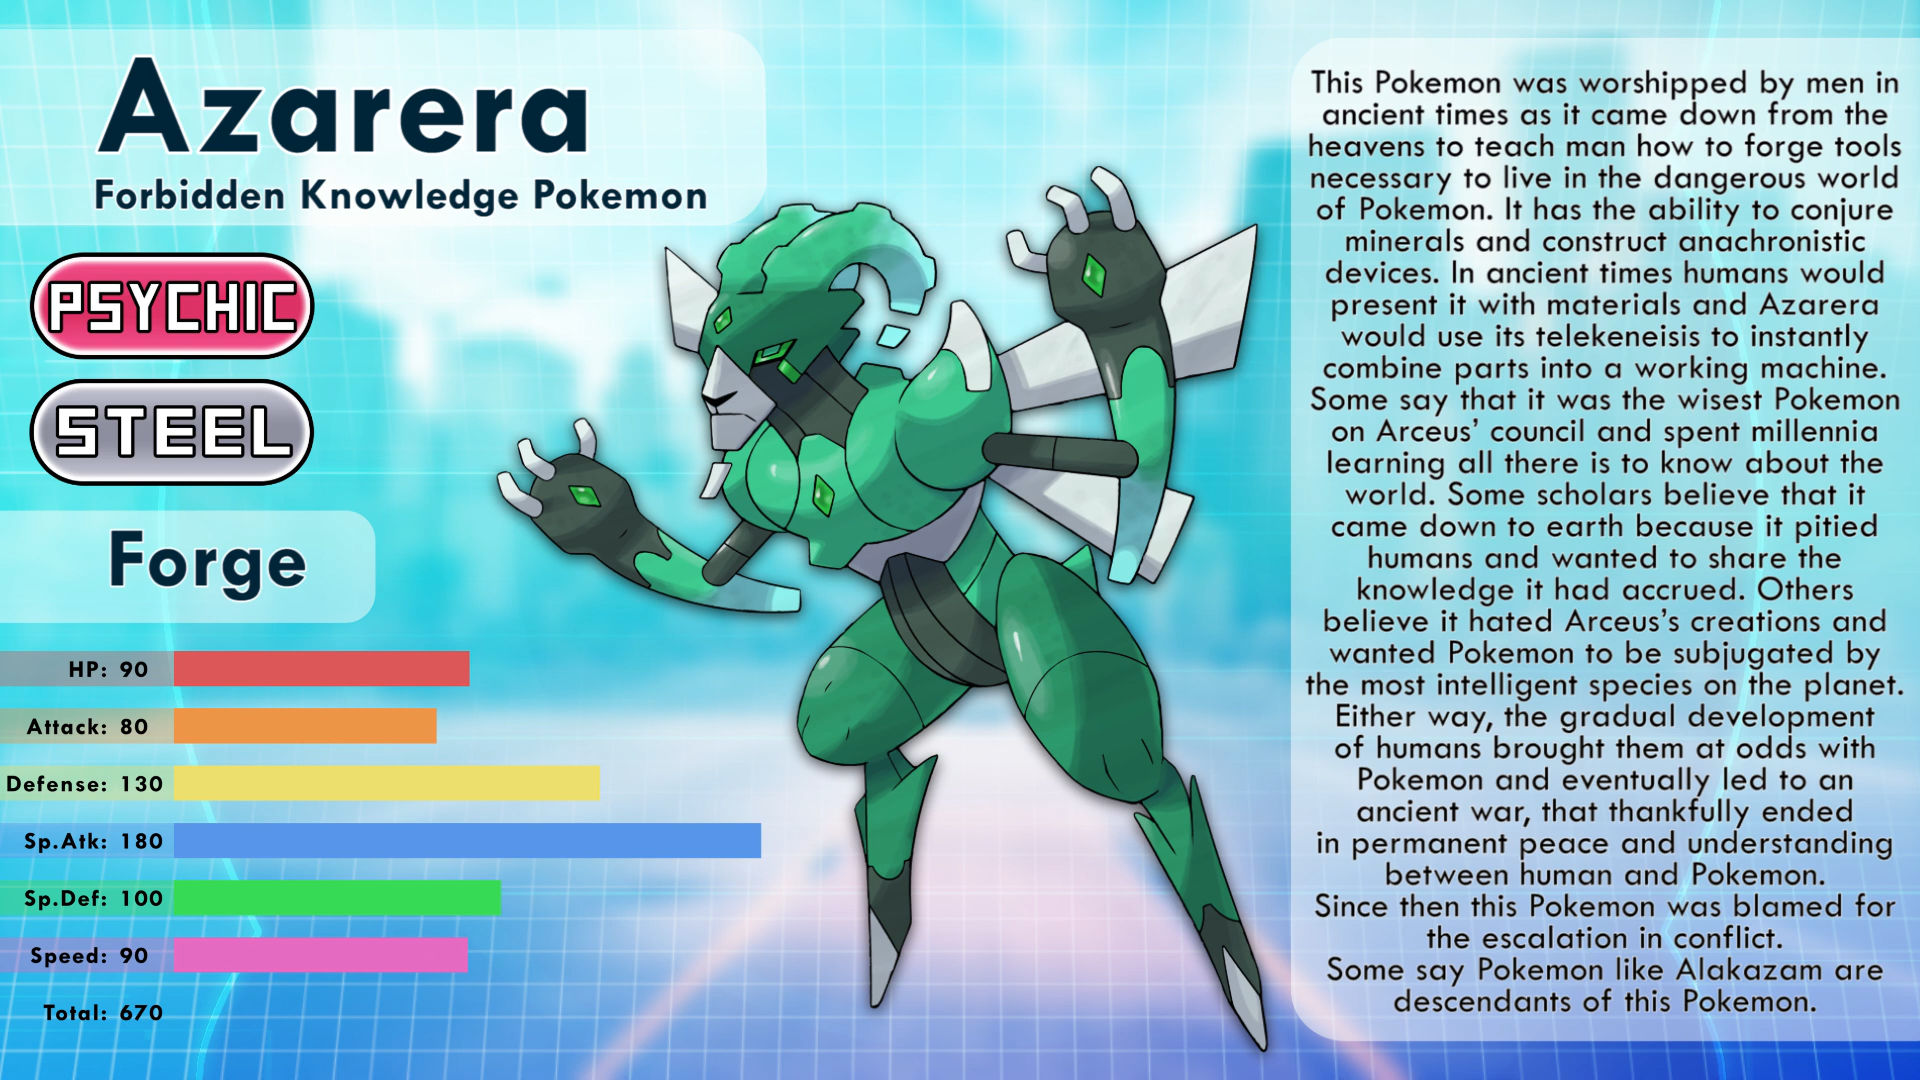 Azarera
Forbidden Knowledge Pokemon
PSYCHIC
STEEL
Forge
HP: 90
Attack: 80
Defense: 130
Sp.Atk: 180
Sp.Def: 100
Speed: 90
Total: 670
This Pokemon was worshipped by men in
ancient times as it came down from the
heavens to teach man how to forge tools
necessary to live in the dangerous world
of Pokemon. It has the ability to conjure
minerals and construct anachronistic
devices. In ancient times humans would
present it with materials and Azarera
would use its telekeneisis to instantly
combine parts into a working machine.
Some say that it was the wisest Pokemon
on Arceus’ council and spent millennia
learning all there is to know about the
world. Some scholars believe that it
came down to earth because it pitied
humans and wanted to share the
knowledge it had accrued. Others
believe it hated Arceus’s creations and
wanted Pokemon to be subjugated by
the most intelligent species on the planet.
Either way, the gradual development
of humans brought them at odds with
Pokemon and eventually led to an
ancient war, that thankfully ended
in permanent peace and understanding
between human and Pokemon.
Since then this Pokemon was blamed for
the escalation in conflict.
Some say Pokemon like Alakazam are
descendants of this Pokemon.